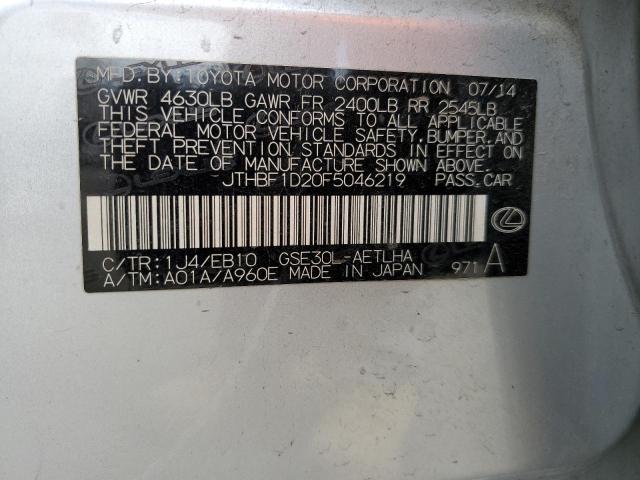 MFD. BY: TOYOTA MOTOR CORPORATION 07/14
GVWR 4630LB GAWR FR 2400LB RR 2545LB
THIS VEHICLE CONFORMS TO ALL APPLICABLE
FEDERAL MOTOR VEHICLE SAFETY, BUMPER, AND
THEFT PREVENTION STANDARDS IN EFFECT ON
THE DATE OF MANUFACTURE SHOWN ABOVE.
JTHBF1D20F5046219 PASS. CAR
C/TR: 1J4/EB10 GSE30L-AETLHA
A/TM: A01A/A960E MADE IN JAPAN 971 A